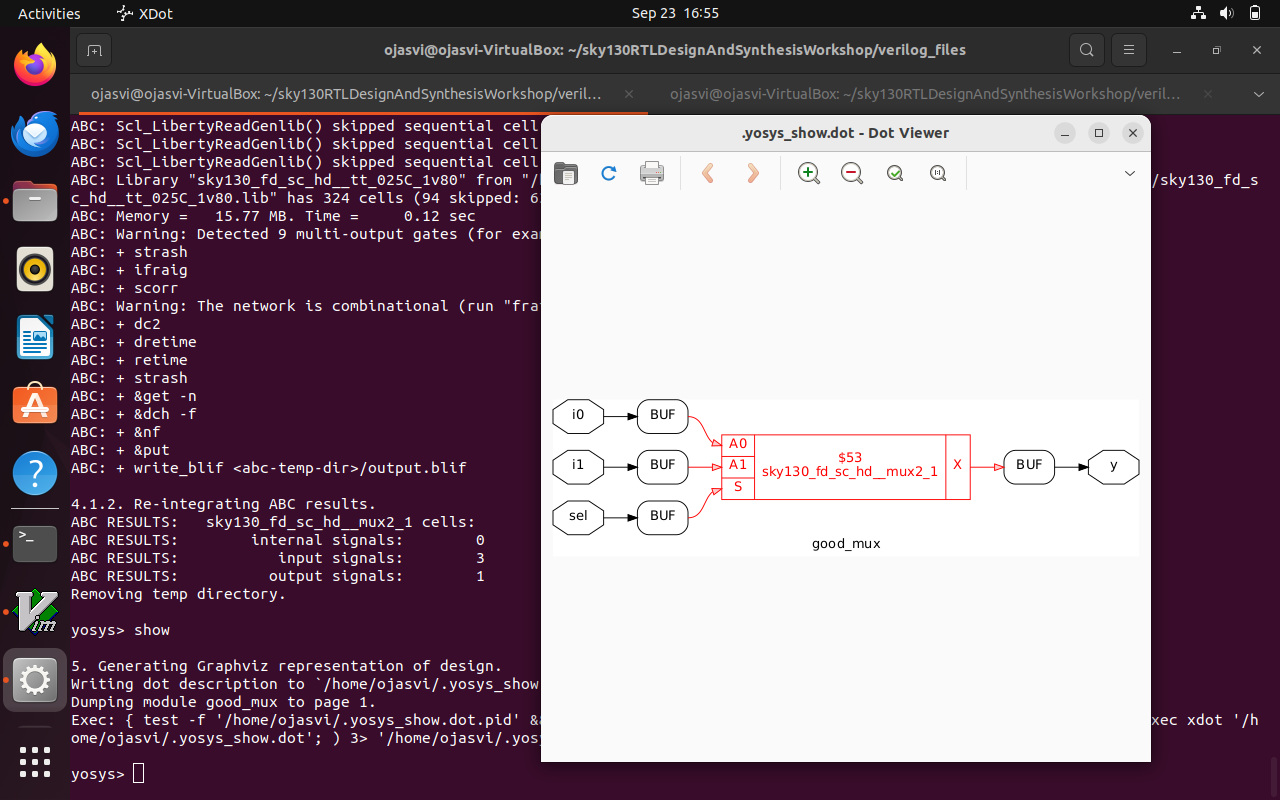 Activities
XDot
Sep 23 16:55
ojasvi@ojasvi-VirtualBox: ~/sky130RTLDesignAndSynthesisWorkshop/verilog_files
ojasvi@ojasvi-VirtualBox: ~/sky130RTLDesignAndSynthesisWorkshop/veril...
ojasvi@ojasvi-VirtualBox: ~/sky130RTLDesignAndSynthesisWorkshop/veril...
ABC: Scl_LibertyReadGenlib() skipped sequential cell
ABC: Scl_LibertyReadGenlib() skipped sequential cell
ABC: Scl_LibertyReadGenlib() skipped sequential cell
ABC: Library "sky130_fd_sc_hd__tt_025C_1v80" from "/ /sky130_fd_s
c_hd__tt_025C_1v80.lib" has 324 cells (94 skipped:
ABC: Memory =   15.77 MB. Time =     0.12 sec
ABC: Warning: Detected 9 multi-output gates (for exa
ABC: + strash
ABC: + ifraig
ABC: + scorr
ABC: Warning: The network is combinational (run "fra
ABC: + dc2
ABC: + dretime
ABC: + retime
ABC: + strash
ABC: + &get -n
ABC: + &dch -f
ABC: + &nf
ABC: + &put
ABC: + write_blif <abc-temp-dir>/output.blif
4.1.2. Re-integrating ABC results.
ABC RESULTS:   sky130_fd_sc_hd__mux2_1 cells:
ABC RESULTS:        internal signals:        0
ABC RESULTS:           input signals:        3
ABC RESULTS:          output signals:        1
Removing temp directory.
yosys> show
5. Generating Graphviz representation of design.
Writing dot description to `/home/ojasvi/.yosys_show
Dumping module good_mux to page 1.
Exec: { test -f '/home/ojasvi/.yosys_show.dot.pid' && xec xdot '/h
ome/ojasvi/.yosys_show.dot'; ) 3> '/home/ojasvi/.yos
yosys>
.yosys_show.dot - Dot Viewer
i0
BUF
i1
BUF
sel
BUF
A0
A1
S
$53
sky130_fd_sc_hd__mux2_1
X
BUF
y
good_mux